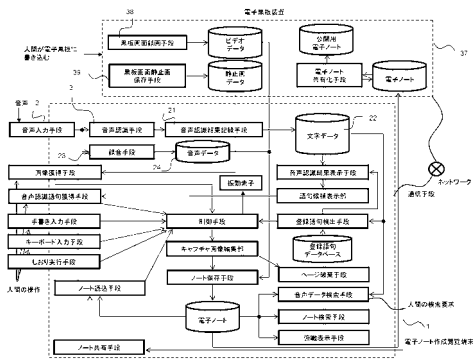 電子黒板装置
38
人間が電子黒板に
書き込む
黒板画面録画手段
ビデオ
データ
公開用
電子ノート
37
39
黒板画面静止画
保存手段
静止画
データ
電子ノート
共有化手段
電子ノート
音声
2
3
21
音声入力手段
音声認識手段
音声認識結果記録手段
文字データ
22
23
録音手段
24
音声データ
画像獲得手段
音声認識結果表示手段
ネットワーク
通信手段
音声認識語句獲得手段
振動素子
語句候補表示部
手書き入力手段
制御手段
登録語句検出手段
キーボード入力手段
キャプチャ画像編集部
登録語句
データベース
しおり実行手段
ノート保存手段
ページ破棄手段
人間の操作
ノート読込手段
音声データ検索手段
人間の検索要求
電子ノート
ノート検索手段
1
電子ノート作成閲覧端末
ノート共有手段